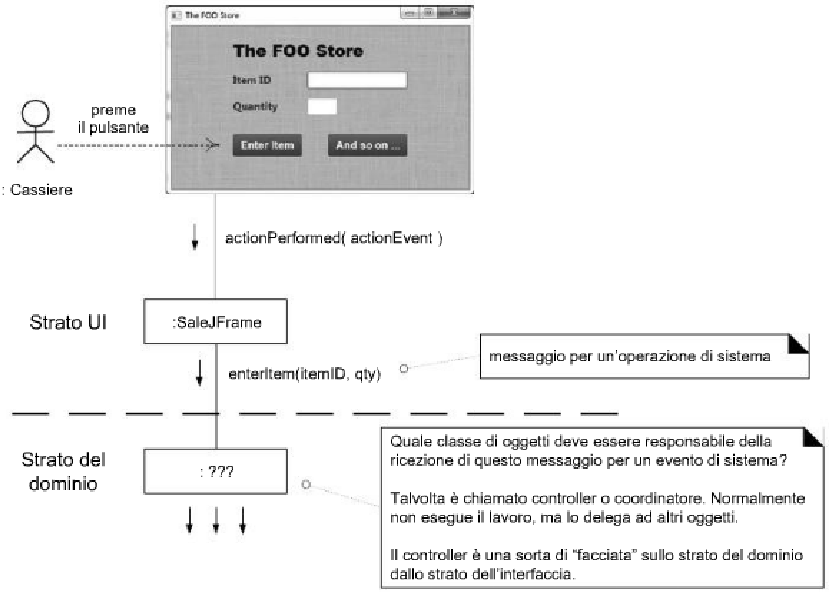 The FOO Store
The FOO Store
Item ID
Quantity
Enter Item
And so on ...
preme
il pulsante
: Cassiere
actionPerformed( actionEvent )
Strato UI
:SaleJFrame
enterItem(itemID, qty)
messaggio per un'operazione di sistema
Strato del
dominio
: ???
Quale classe di oggetti deve essere responsabile della
ricezione di questo messaggio per un evento di sistema?
Talvolta è chiamato controller o coordinatore. Normalmente
non esegue il lavoro, ma lo delega ad altri oggetti.
Il controller è una sorta di "facciata" sullo strato del dominio
dallo strato dell'interfaccia.